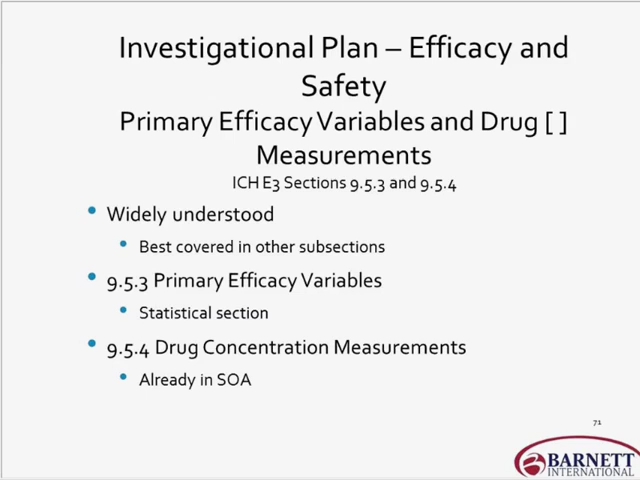 Investigational Plan – Efficacy and
Safety
Primary Efficacy Variables and Drug [ ]
Measurements
ICH E3 Sections 9.5.3 and 9.5.4
• Widely understood
• Best covered in other subsections
• 9.5.3 Primary Efficacy Variables
• Statistical section
• 9.5.4 Drug Concentration Measurements
• Already in SOA
71
BARNETT
INTERNATIONAL